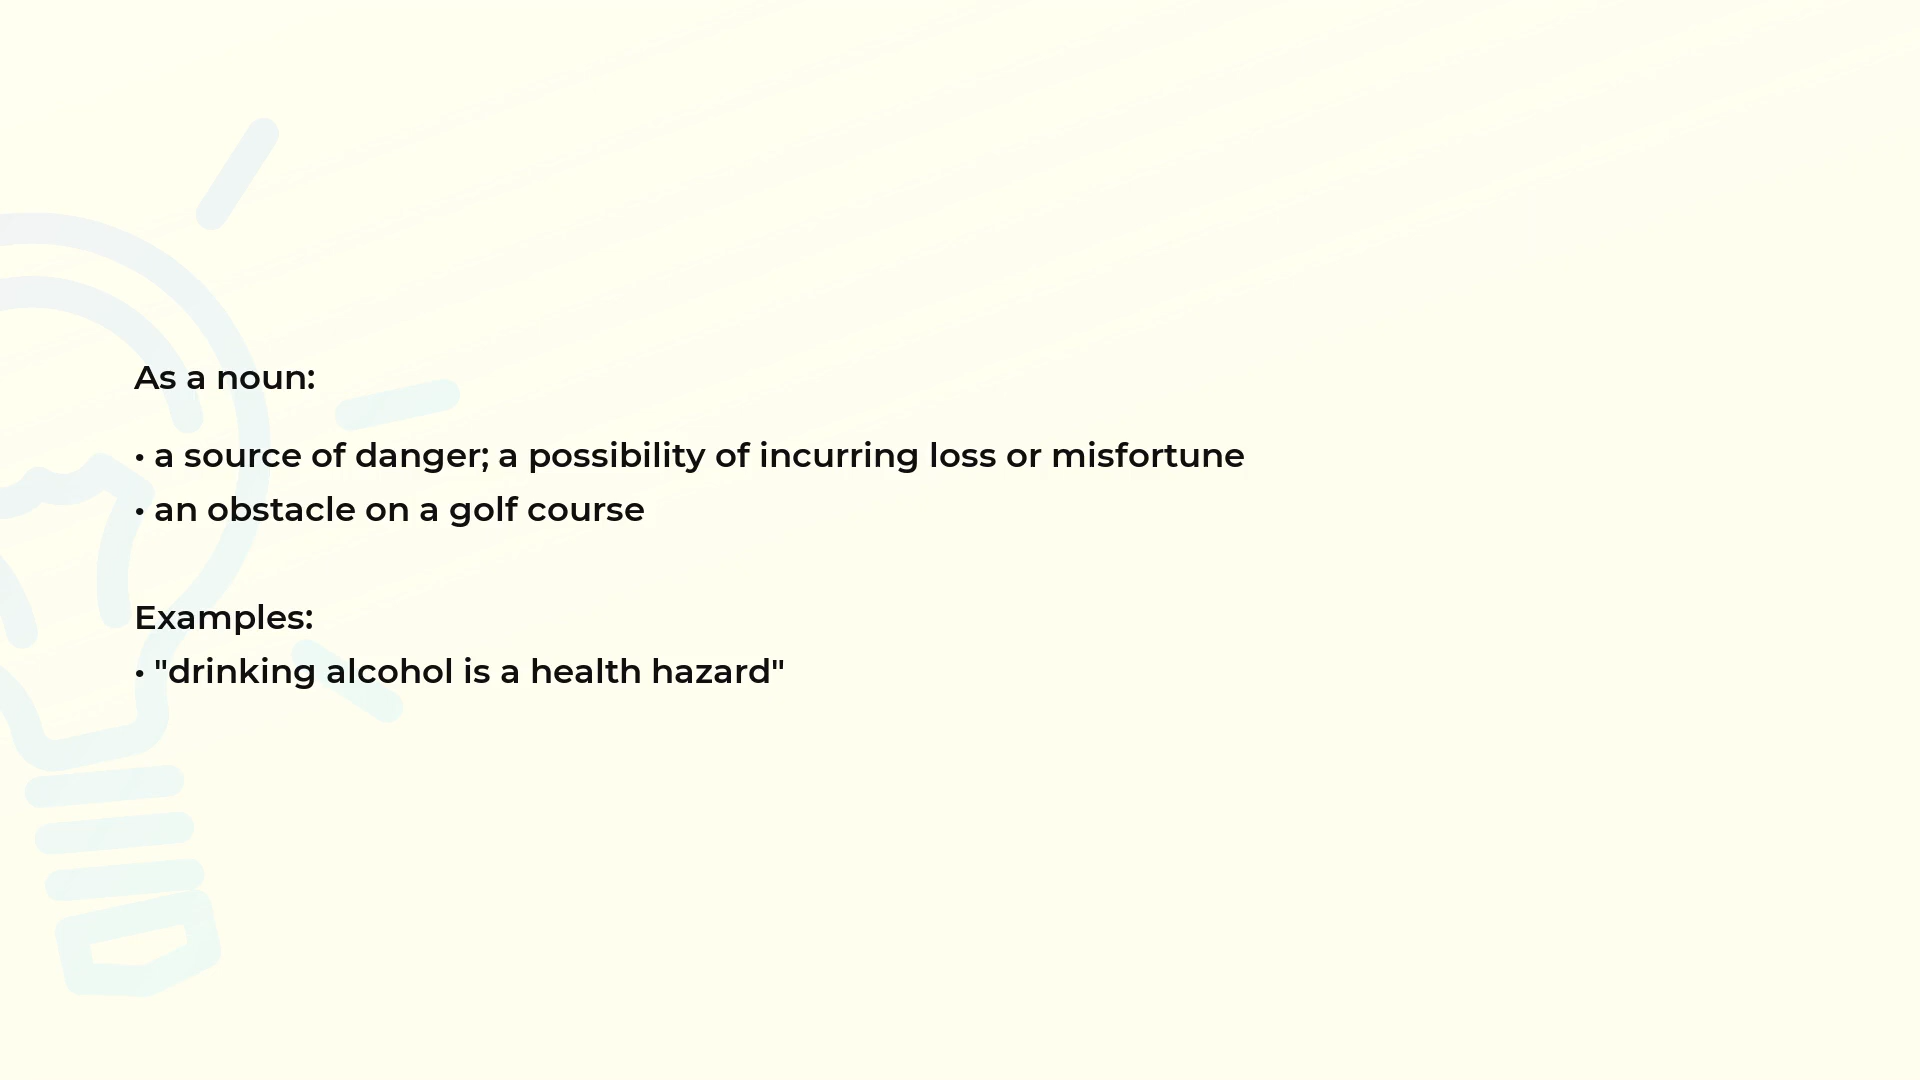 As a noun:
• a source of danger; a possibility of incurring loss or misfortune
• an obstacle on a golf course
Examples:
• "drinking alcohol is a health hazard"